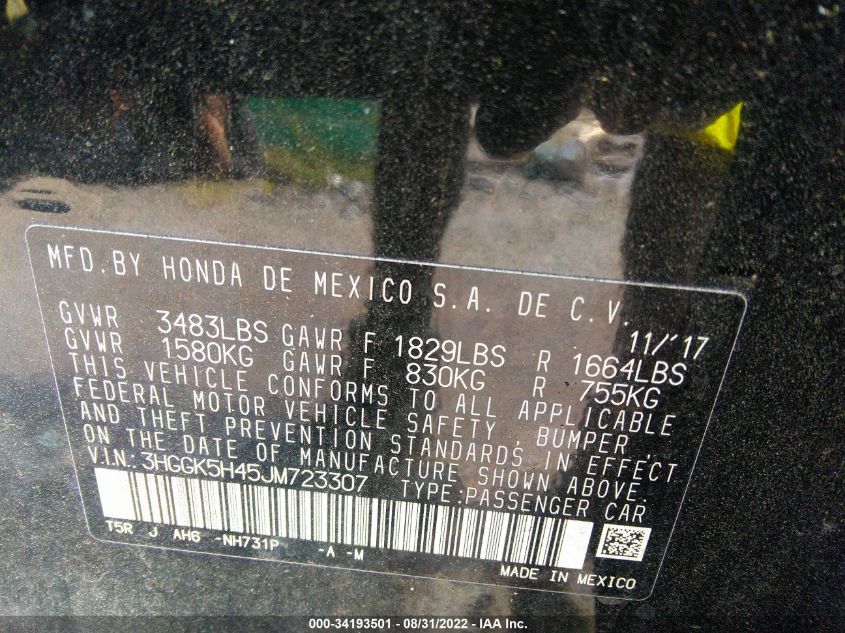 MFD.BY HONDA DE MEXICO S.A. DE C.V. 11/'17
GVWR 3483LBS GAWR F 1829LBS R 1664LBS
GVWR 1580KG GAWR F 830KG R 755KG
THIS VEHICLE CONFORMS TO ALL APPLICABLE
FEDERAL MOTOR VEHICLE SAFETY, BUMPER,
AND THEFT PREVENTION STANDARDS IN EFFECT
ON THE DATE OF MANUFACTURE SHOWN ABOVE.
V.IN.: 3HGGK5H45JM723307 TYPE:PASSENGER CAR
T5R J AH6 -NH731P -A -M
MADE IN MEXICO
000-34193501 - 08/31/2022 - IAA Inc.